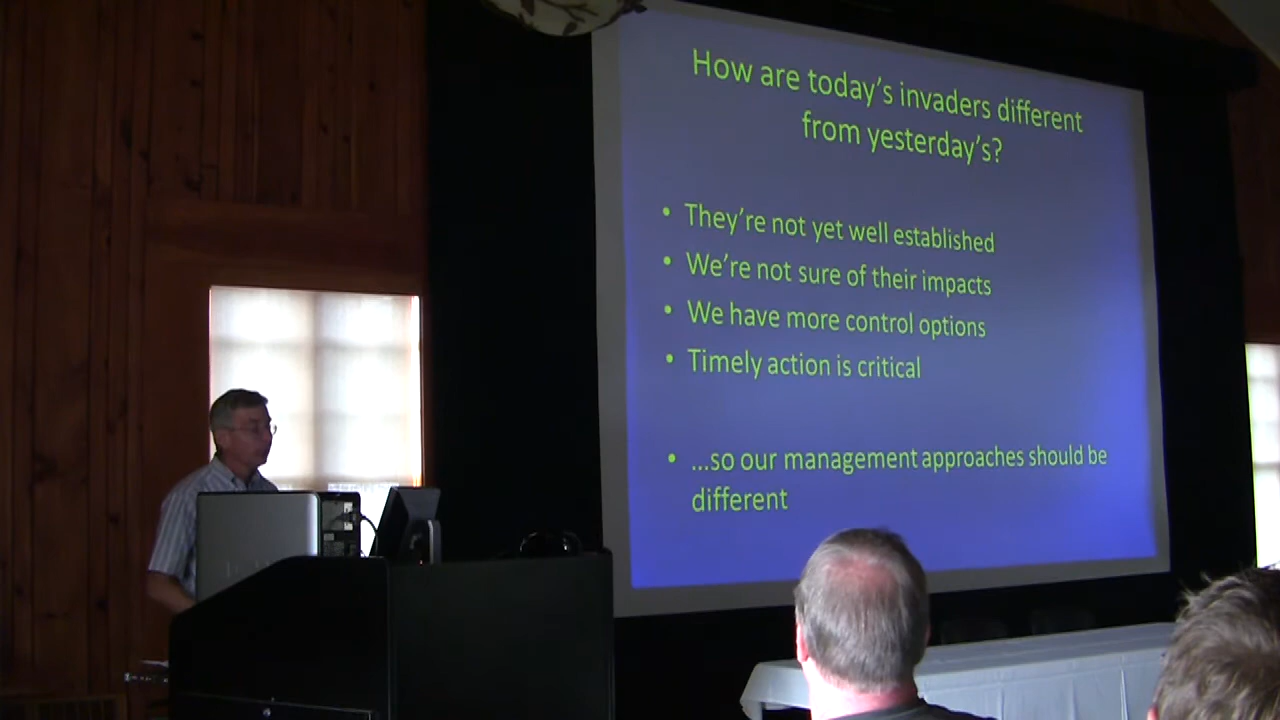 How are today's invaders different
from yesterday's?
• They're not yet well established
• We're not sure of their impacts
• We have more control options
• Timely action is critical
• ...so our management approaches should be
different